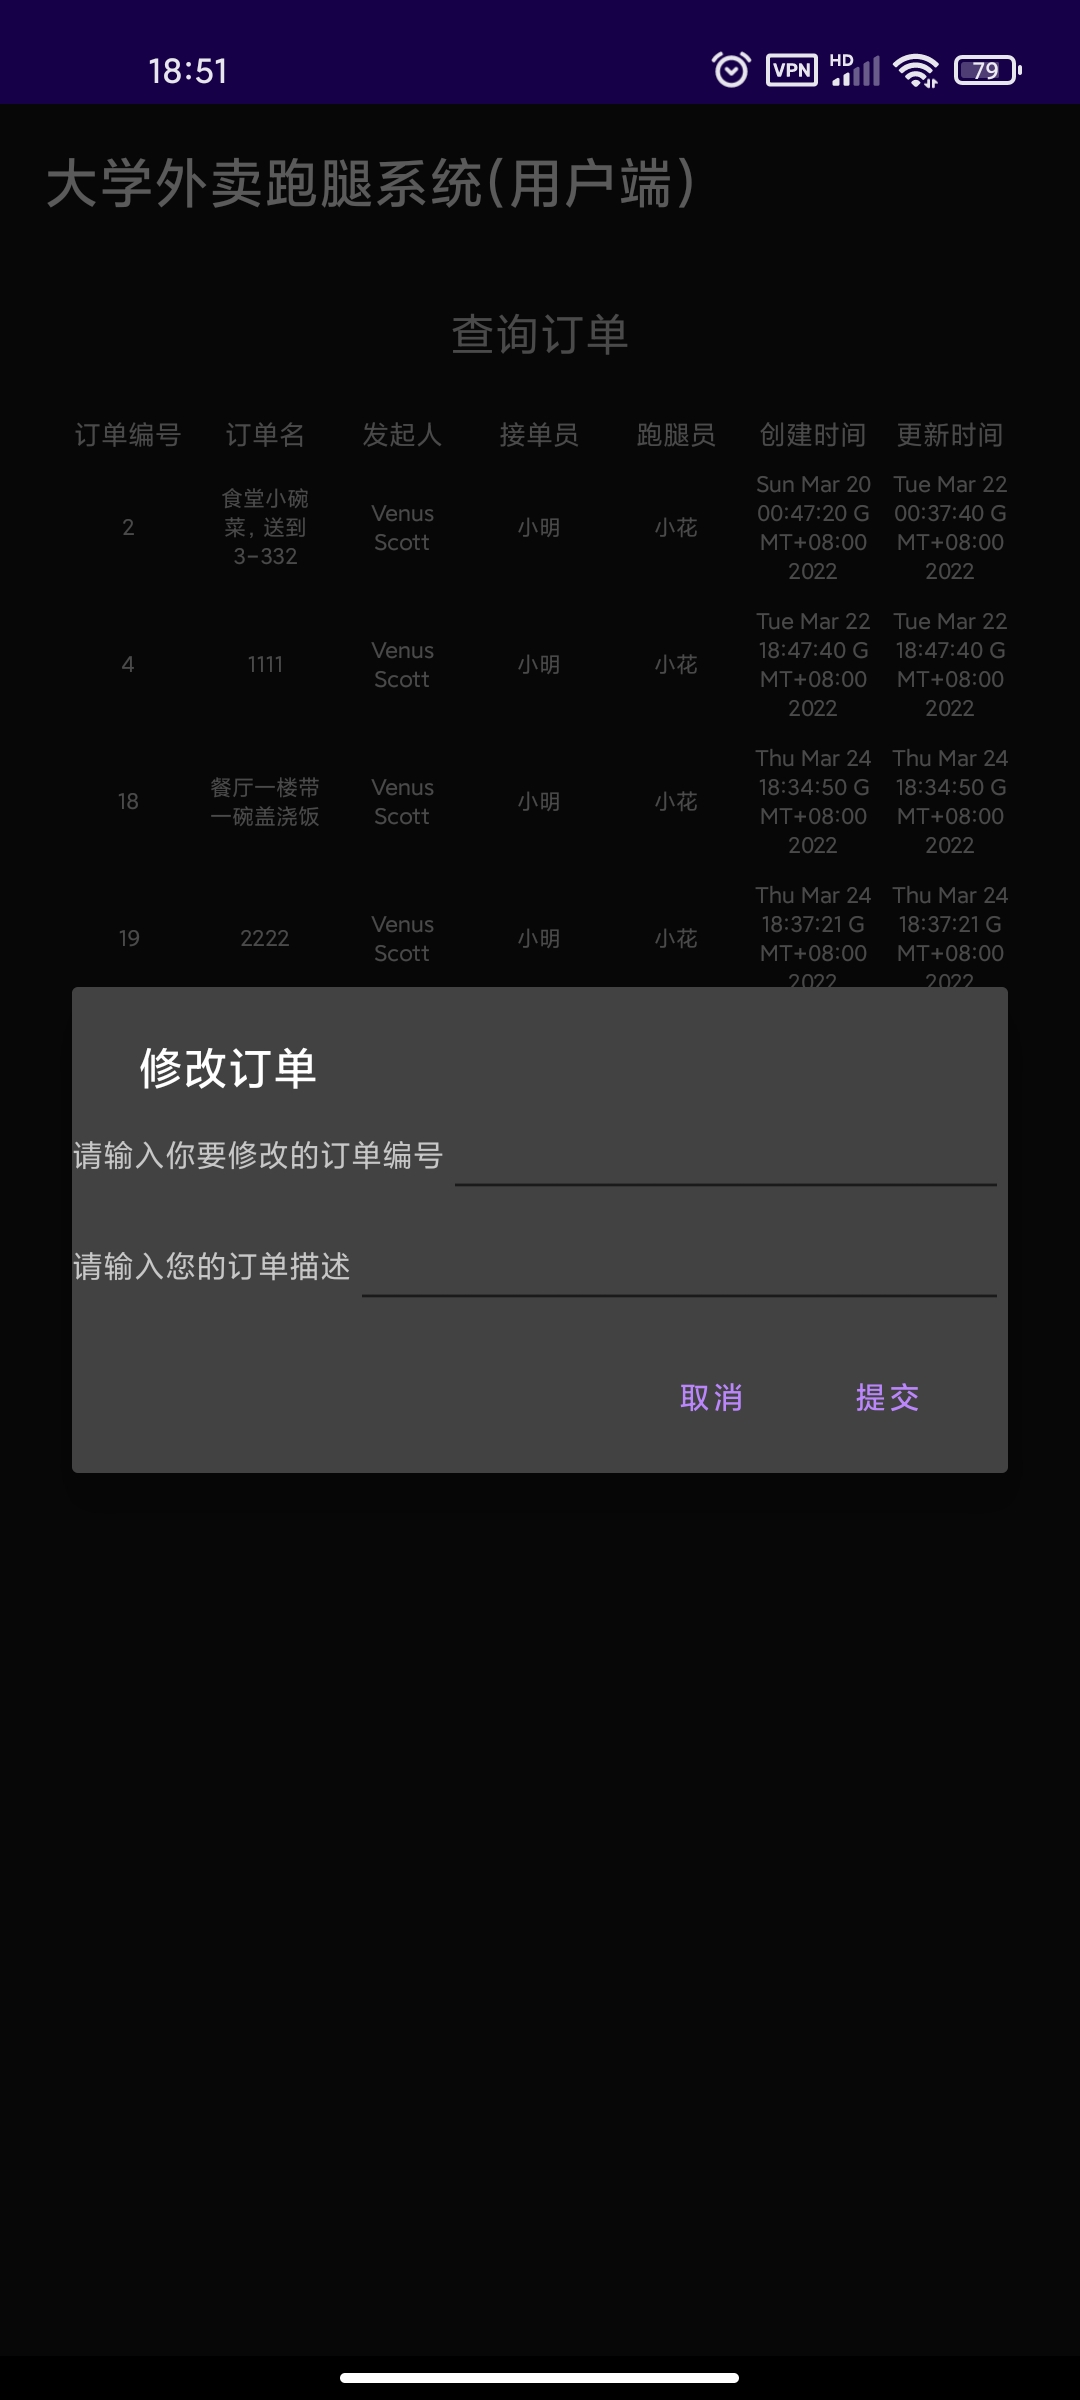 18:51
VPN
HD
79
大学外卖跑腿系统(用户端)
查询订单
订单编号 订单名 发起人 接单员 跑腿员 创建时间 更新时间
2 食堂小碗菜，送到3-332 Venus Scott 小明 小花 Sun Mar 20 00:47:20 GMT+08:00 2022 Tue Mar 22 00:37:40 GMT+08:00 2022
4 1111 Venus Scott 小明 小花 Tue Mar 22 18:47:40 GMT+08:00 2022 Tue Mar 22 18:47:40 GMT+08:00 2022
18 餐厅一楼带一碗盖浇饭 Venus Scott 小明 小花 Thu Mar 24 18:34:50 GMT+08:00 2022 Thu Mar 24 18:34:50 GMT+08:00 2022
19 2222 Venus Scott 小明 小花 Thu Mar 24 18:37:21 GMT+08:00 2022 Thu Mar 24 18:37:21 GMT+08:00 2022
修改订单
请输入你要修改的订单编号
请输入您的订单描述
取消 提交